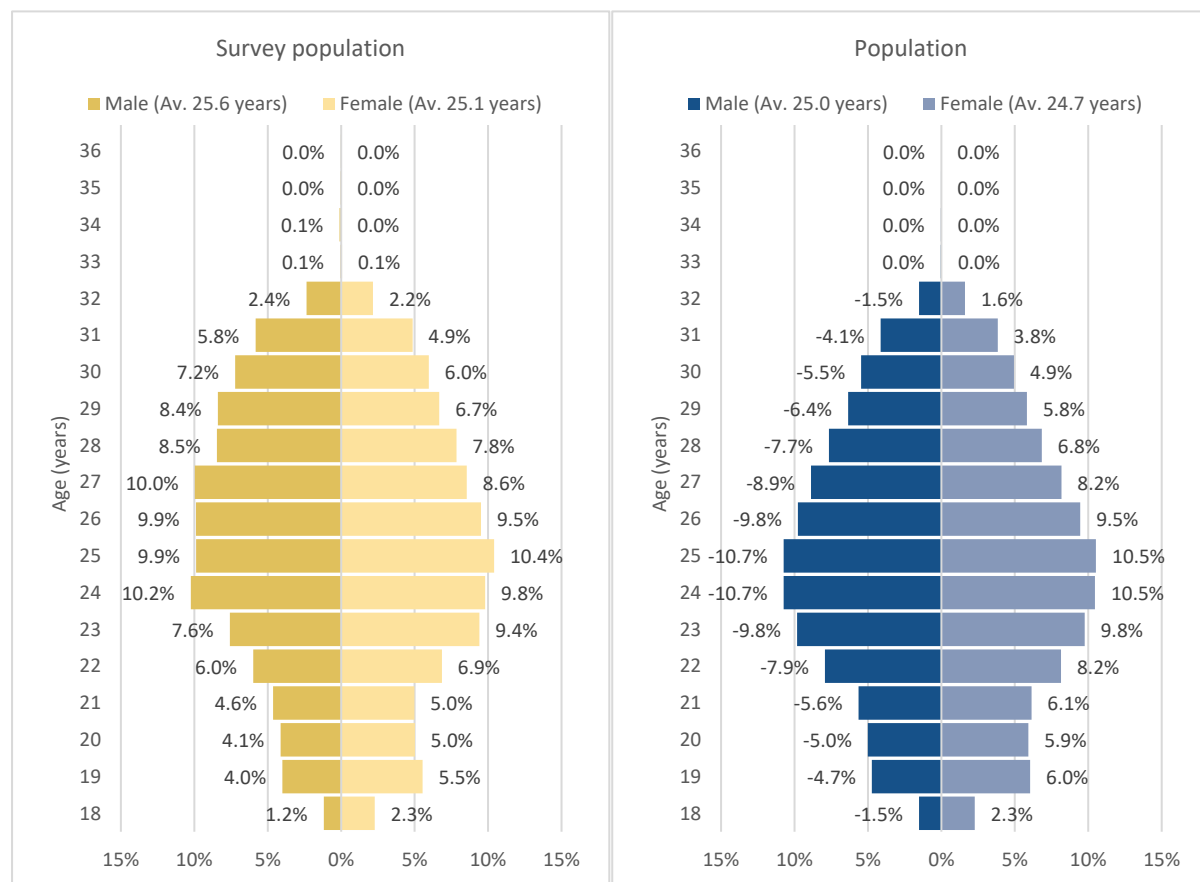 Survey population
Male (Av. 25.6 years) Female (Av. 25.1 years)
Age (years)
36 0.0% 0.0%
35 0.0% 0.0%
34 0.1% 0.0%
33 0.1% 0.1%
32 2.4% 2.2%
31 5.8% 4.9%
30 7.2% 6.0%
29 8.4% 6.7%
28 8.5% 7.8%
27 10.0% 8.6%
26 9.9% 9.5%
25 9.9% 10.4%
24 10.2% 9.8%
23 7.6% 9.4%
22 6.0% 6.9%
21 4.6% 5.0%
20 4.1% 5.0%
19 4.0% 5.5%
18 1.2% 2.3%
15% 10% 5% 0% 5% 10% 15%
Population
Male (Av. 25.0 years) Female (Av. 24.7 years)
Age (years)
36 0.0% 0.0%
35 0.0% 0.0%
34 0.0% 0.0%
33 0.0% 0.0%
32 -1.5% 1.6%
31 -4.1% 3.8%
30 -5.5% 4.9%
29 -6.4% 5.8%
28 -7.7% 6.8%
27 -8.9% 8.2%
26 -9.8% 9.5%
25 -10.7% 10.5%
24 -10.7% 10.5%
23 -9.8% 9.8%
22 -7.9% 8.2%
21 -5.6% 6.1%
20 -5.0% 5.9%
19 -4.7% 6.0%
18 -1.5% 2.3%
15% 10% 5% 0% 5% 10% 15%